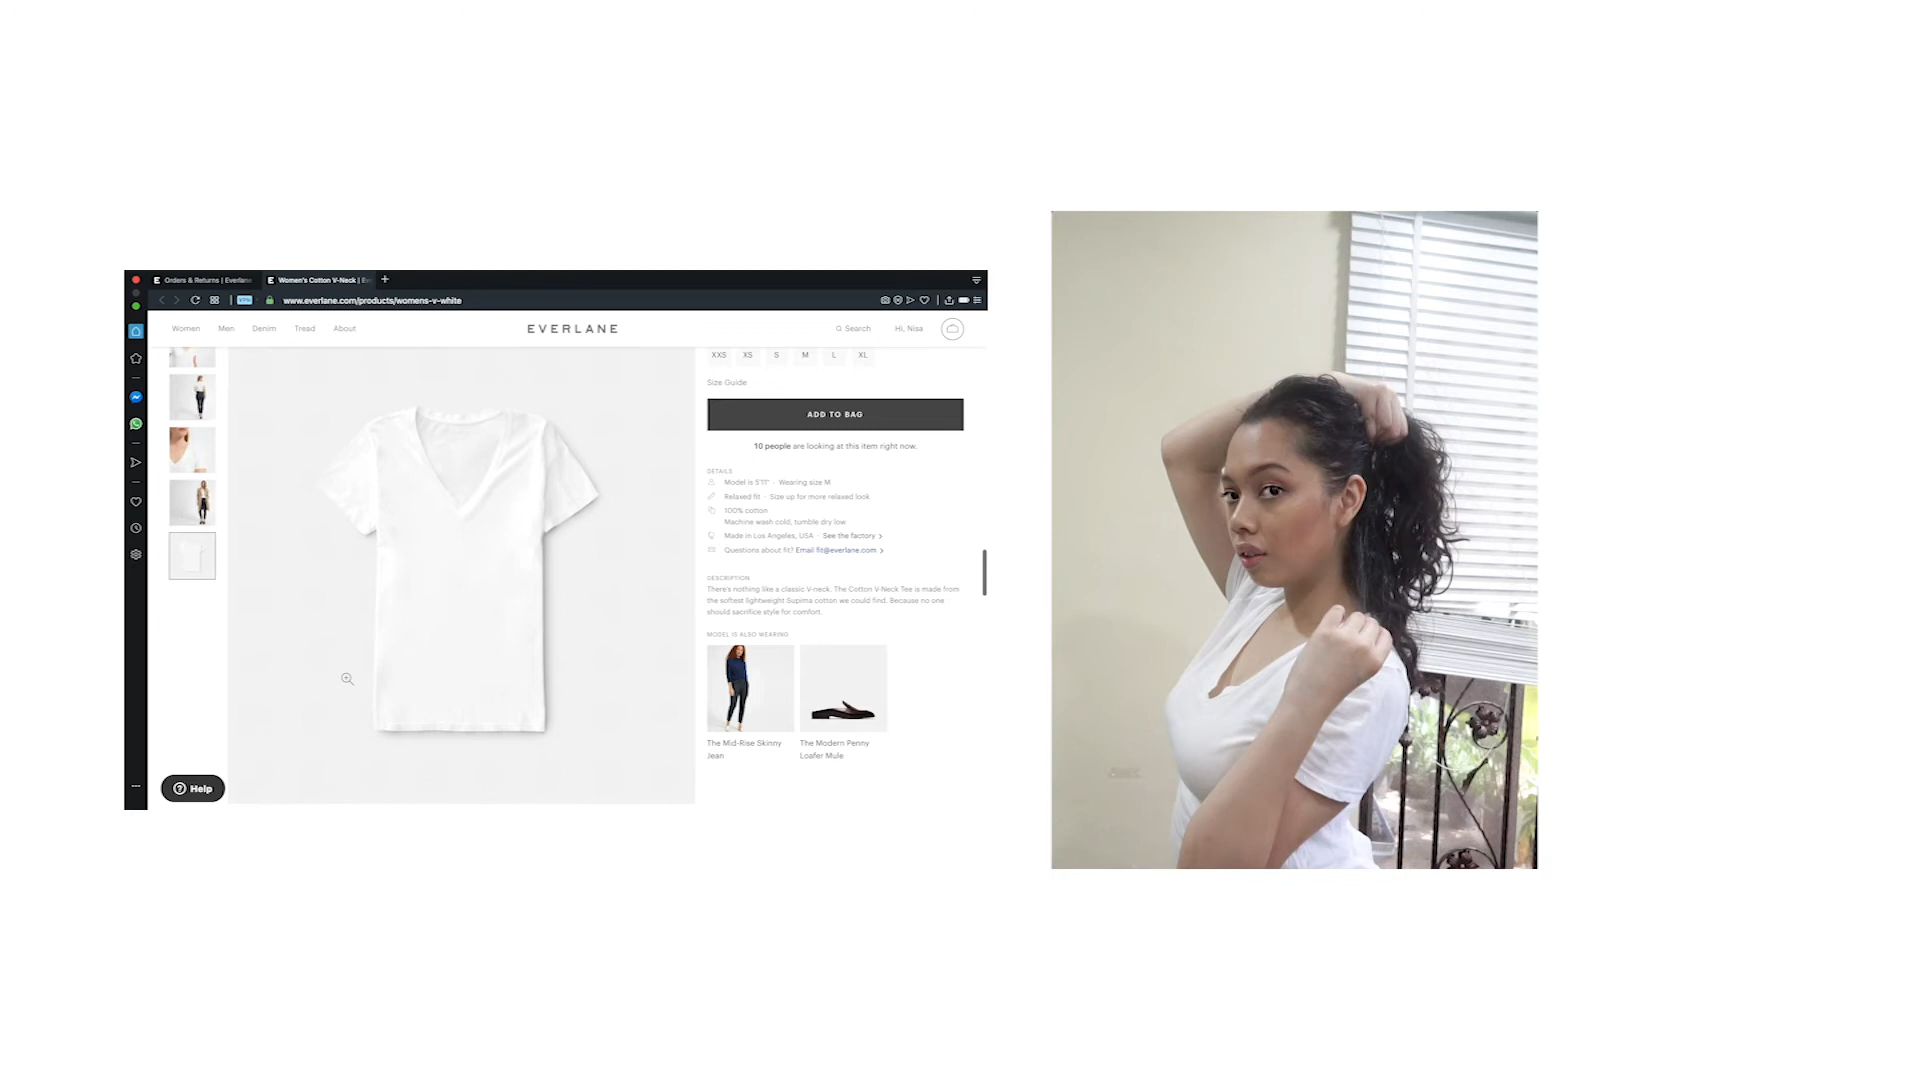 Orders & Returns | Everlane
Women's Cotton V-Neck | Ev
VPN
www.everlane.com/products/womens-v-white
Women Men Denim Tread About
EVERLANE
Search Hi, Nisa
XXS XS S M L XL
Size Guide
ADD TO BAG
10 people are looking at this item right now.
DETAILS
Model is 5'11" · Wearing size M
Relaxed fit · Size up for more relaxed look
100% cotton
Machine wash cold, tumble dry low
Made in Los Angeles, USA · See the factory >
Questions about fit? Email fit@everlane.com >
DESCRIPTION
There's nothing like a classic V-neck. The Cotton V-Neck Tee is made from
the softest lightweight Supima cotton we could find. Because no one
should sacrifice style for comfort.
MODEL IS ALSO WEARING
The Mid-Rise Skinny
Jean
The Modern Penny
Loafer Mule
? Help